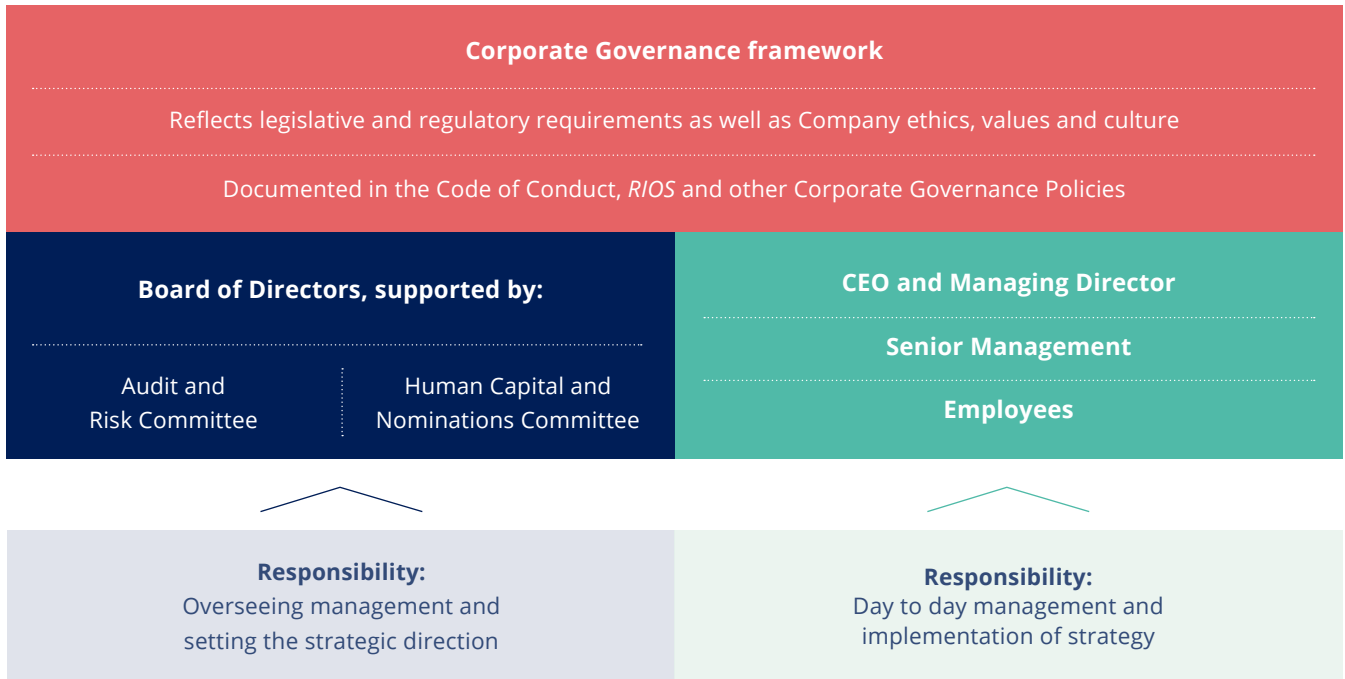 Corporate Governance framework
Reflects legislative and regulatory requirements as well as Company ethics, values and culture
Documented in the Code of Conduct, RIOS and other Corporate Governance Policies
Board of Directors, supported by:
Audit and
Risk Committee
Human Capital and
Nominations Committee
CEO and Managing Director
Senior Management
Employees
Responsibility:
Overseeing management and
setting the strategic direction
Responsibility:
Day to day management and
implementation of strategy